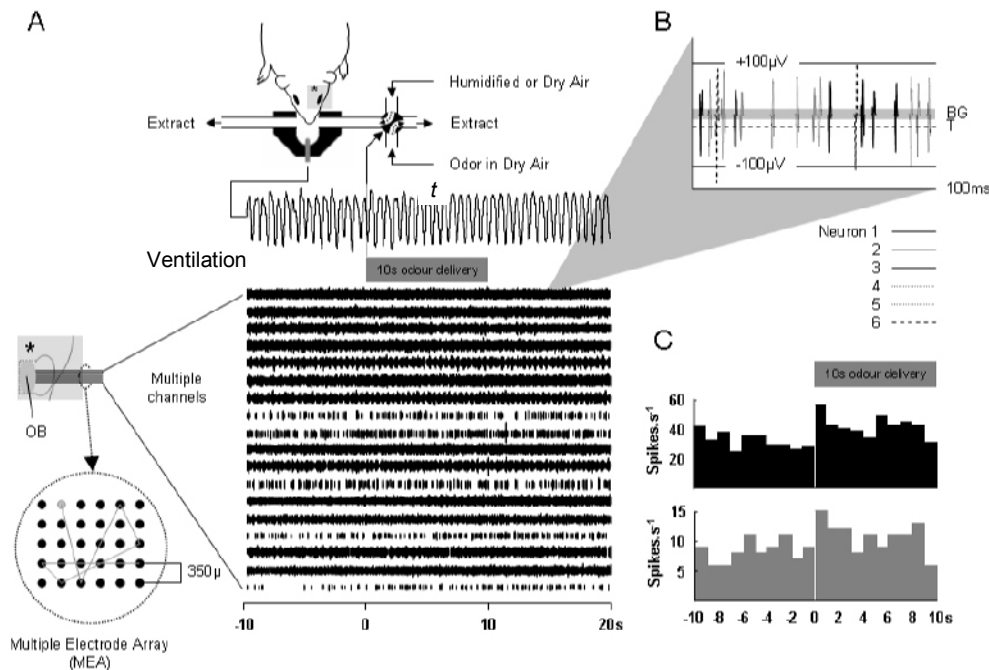 A
Humidified or Dry Air
*
Extract
Extract
Odor in Dry Air
t
Ventilation
10s odour delivery
*
OB
Multiple
channels
350µ
Multiple Electrode Array
(MEA)
-10
0
10
20s
B
+100µV
BG
T
-100µV
100ms
Neuron 1
2
3
4
5
6
C
10s odour delivery
Spikes.s-1
60
40
20
Spikes.s-1
15
10
5
-10 -8 -6 -4 -2 0 2 4 6 8 10s